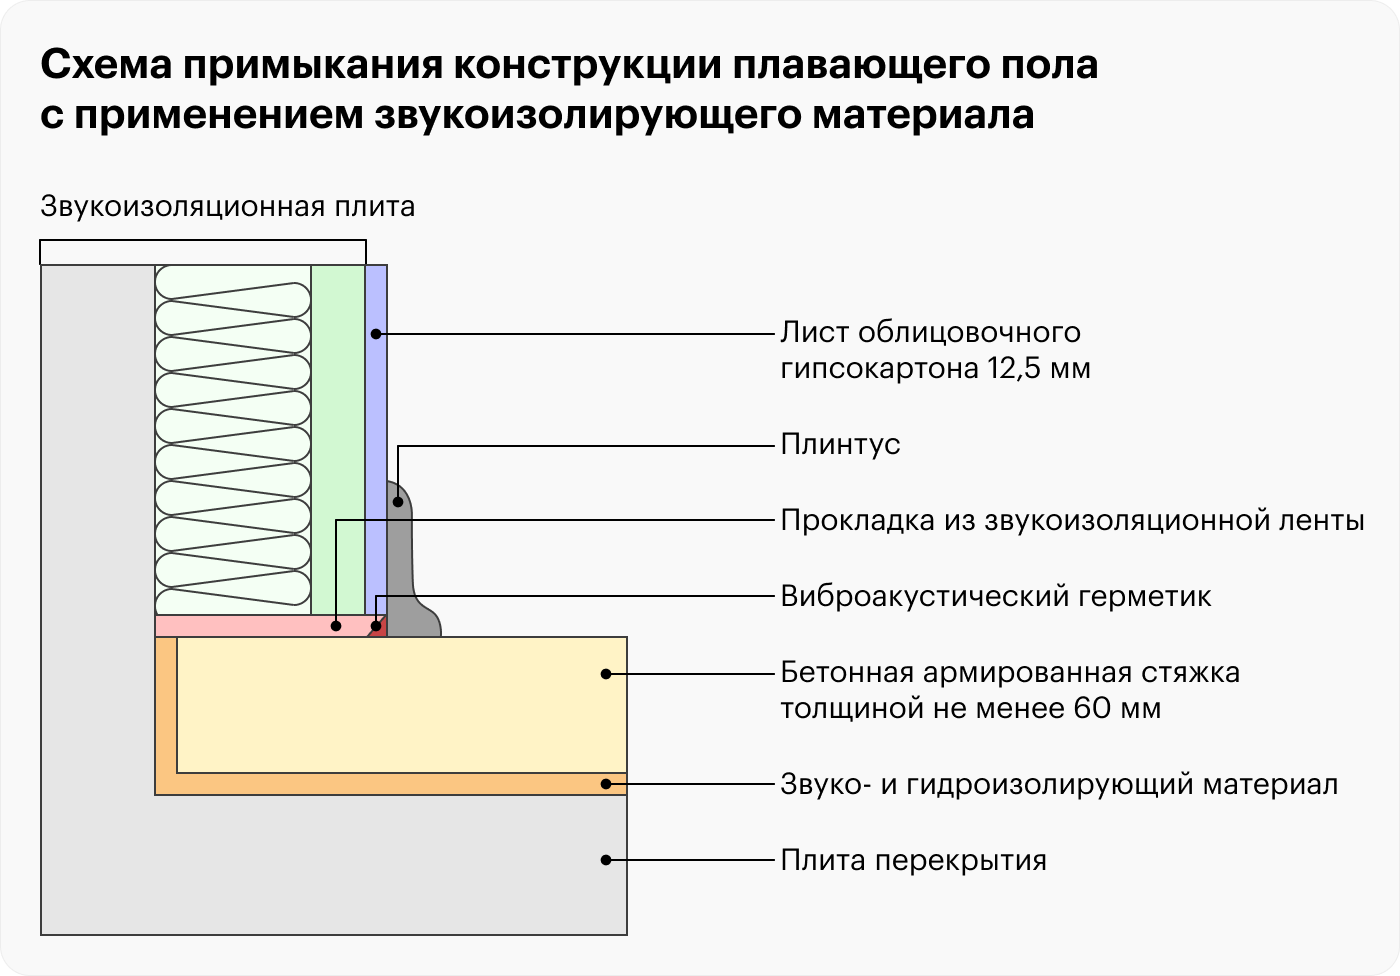 Схема примыкания конструкции плавающего пола
с применением звукоизолирующего материала
Звукоизоляционная плита
Лист облицовочного
гипсокартона 12,5 мм
Плинтус
Прокладка из звукоизоляционной ленты
Виброакустический герметик
Бетонная армированная стяжка
толщиной не менее 60 мм
Звуко- и гидроизолирующий материал
Плита перекрытия